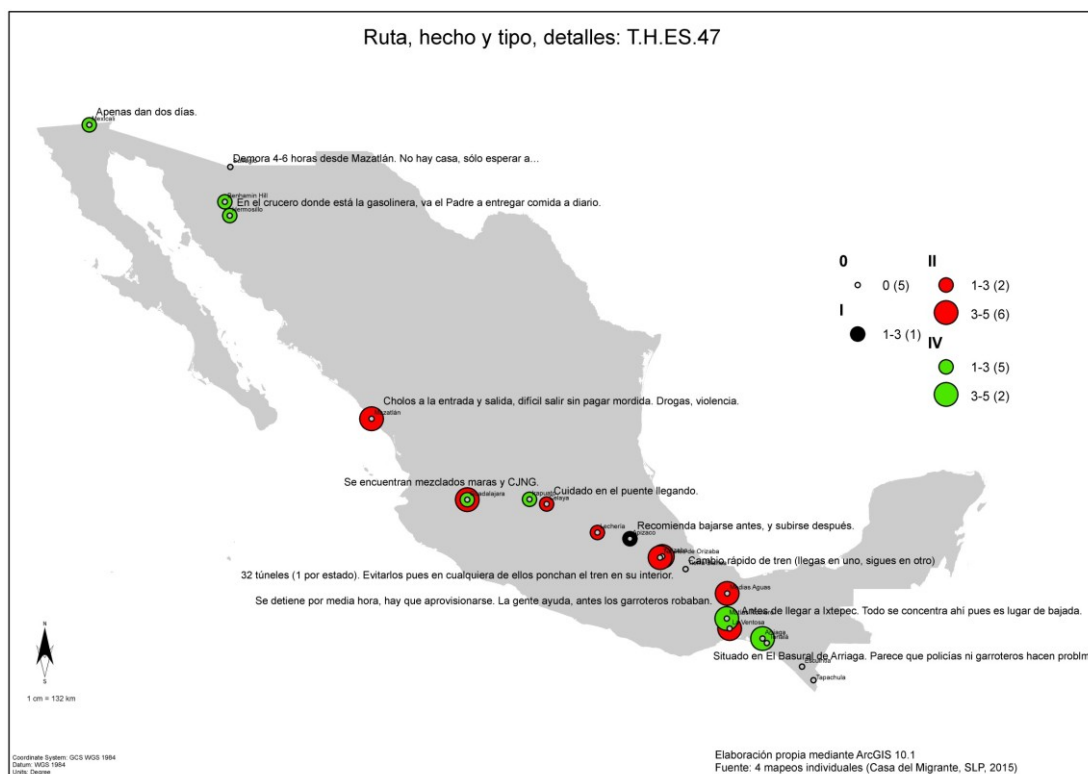 Ruta, hecho y tipo, detalles: T.H.ES.47
Apenas dan dos días.
Mexicali
Demora 4-6 horas desde Mazatlán. No hay casa, sólo esperar a...
Benhamin Hill
En el crucero donde está la gasolinera, va el Padre a entregar comida a diario.
Hermosillo
0
0 (5)
I
1-3 (1)
II
1-3 (2)
3-5 (6)
IV
1-3 (5)
3-5 (2)
Cholos a la entrada y salida, difícil salir sin pagar mordida. Drogas, violencia.
Mazatlán
Se encuentran mezclados maras y CJNG.
Guadalajara
Irapuato
Cuidado en el puente llegando.
Celaya
Lechería
Recomienda bajarse antes, y subirse después.
Apizaco
de Orizaba
Cambio rápido de tren (llegas en uno, sigues en otro)
Tierra Blanca
32 túneles (1 por estado). Evitarlos pues en cualquiera de ellos ponchan el tren en su interior.
Medias Aguas
Se detiene por media hora, hay que aprovisionarse. La gente ayuda, antes los garroteros robaban.
Antes de llegar a Ixtepec. Todo se concentra ahí pues es lugar de bajada.
Matías Romero
La Ventosa
Arriaga
Tonalá
Situado en El Basural de Arriaga. Parece que policías ni garroteros hacen problm
Escuintla
Tapachula
N
S
1 cm = 132 km
Coordinate System: GCS WGS 1984
Datum: WGS 1984
Units: Degree
Elaboración propia mediante ArcGIS 10.1
Fuente: 4 mapeos individuales (Casa del Migrante, SLP, 2015)